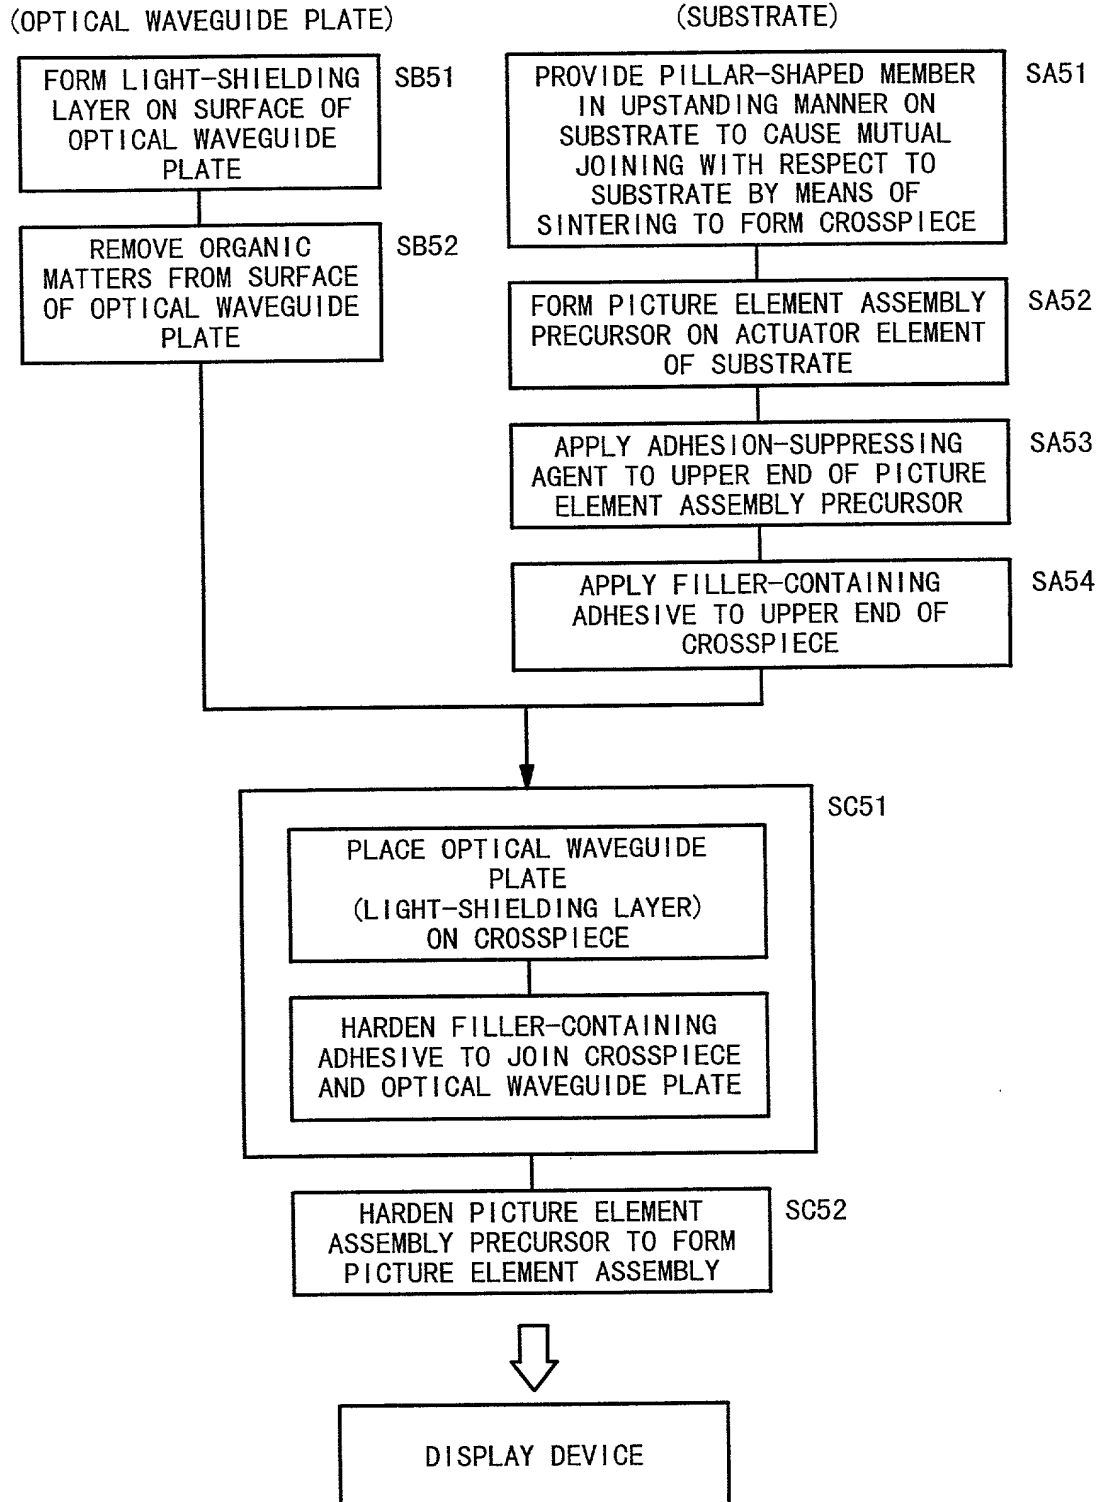 (OPTICAL WAVEGUIDE PLATE)
FORM LIGHT-SHIELDING
LAYER ON SURFACE OF
OPTICAL WAVEGUIDE
PLATE
SB51
REMOVE ORGANIC
MATTERS FROM SURFACE
OF OPTICAL WAVEGUIDE
PLATE
SB52
(SUBSTRATE)
PROVIDE PILLAR-SHAPED MEMBER
IN UPSTANDING MANNER ON
SUBSTRATE TO CAUSE MUTUAL
JOINING WITH RESPECT TO
SUBSTRATE BY MEANS OF
SINTERING TO FORM CROSSPIECE
SA51
FORM PICTURE ELEMENT ASSEMBLY
PRECURSOR ON ACTUATOR ELEMENT
OF SUBSTRATE
SA52
APPLY ADHESION-SUPPRESSING
AGENT TO UPPER END OF PICTURE
ELEMENT ASSEMBLY PRECURSOR
SA53
APPLY FILLER-CONTAINING
ADHESIVE TO UPPER END OF
CROSSPIECE
SA54
SC51
PLACE OPTICAL WAVEGUIDE
PLATE
(LIGHT-SHIELDING LAYER)
ON CROSSPIECE
HARDEN FILLER-CONTAINING
ADHESIVE TO JOIN CROSSPIECE
AND OPTICAL WAVEGUIDE PLATE
HARDEN PICTURE ELEMENT
ASSEMBLY PRECURSOR TO FORM
PICTURE ELEMENT ASSEMBLY
SC52
DISPLAY DEVICE